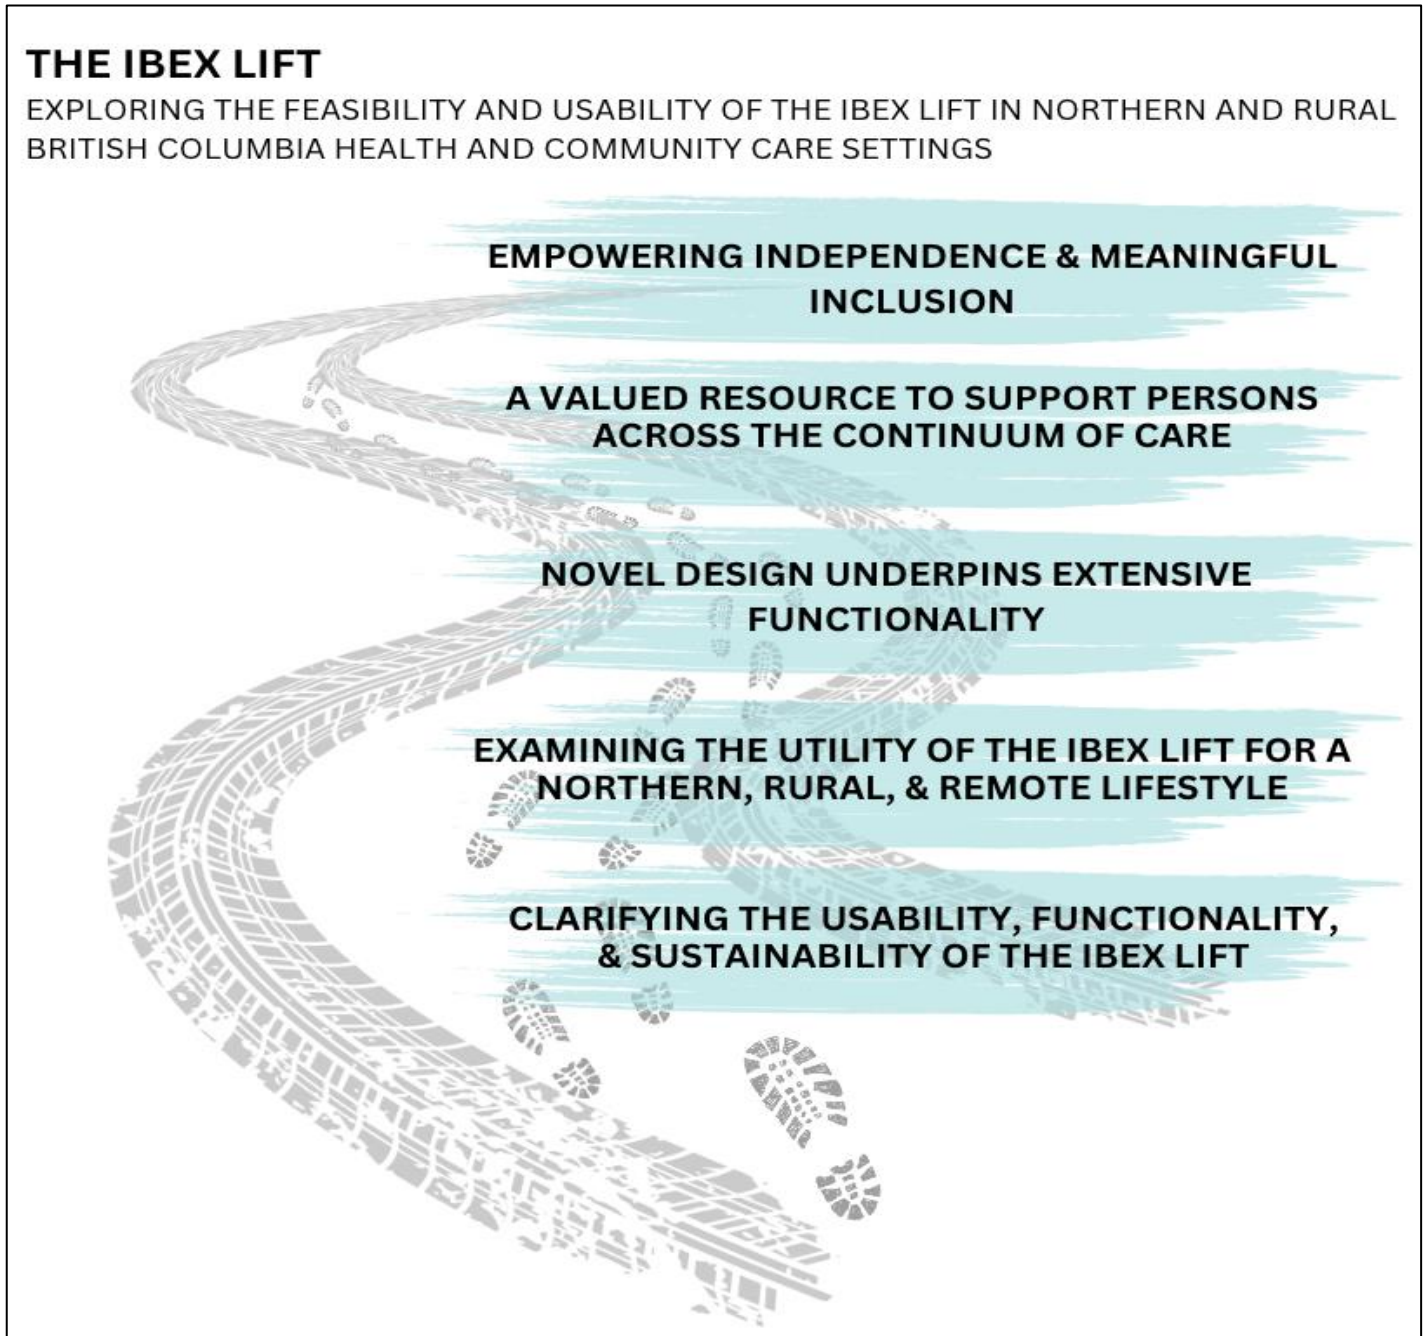 THE IBEX LIFT
EXPLORING THE FEASIBILITY AND USABILITY OF THE IBEX LIFT IN NORTHERN AND RURAL
BRITISH COLUMBIA HEALTH AND COMMUNITY CARE SETTINGS
EMPOWERING INDEPENDENCE & MEANINGFUL
INCLUSION
A VALUED RESOURCE TO SUPPORT PERSONS
ACROSS THE CONTINUUM OF CARE
NOVEL DESIGN UNDERPINS EXTENSIVE
FUNCTIONALITY
EXAMINING THE UTILITY OF THE IBEX LIFT FOR A
NORTHERN, RURAL, & REMOTE LIFESTYLE
CLARIFYING THE USABILITY, FUNCTIONALITY,
& SUSTAINABILITY OF THE IBEX LIFT